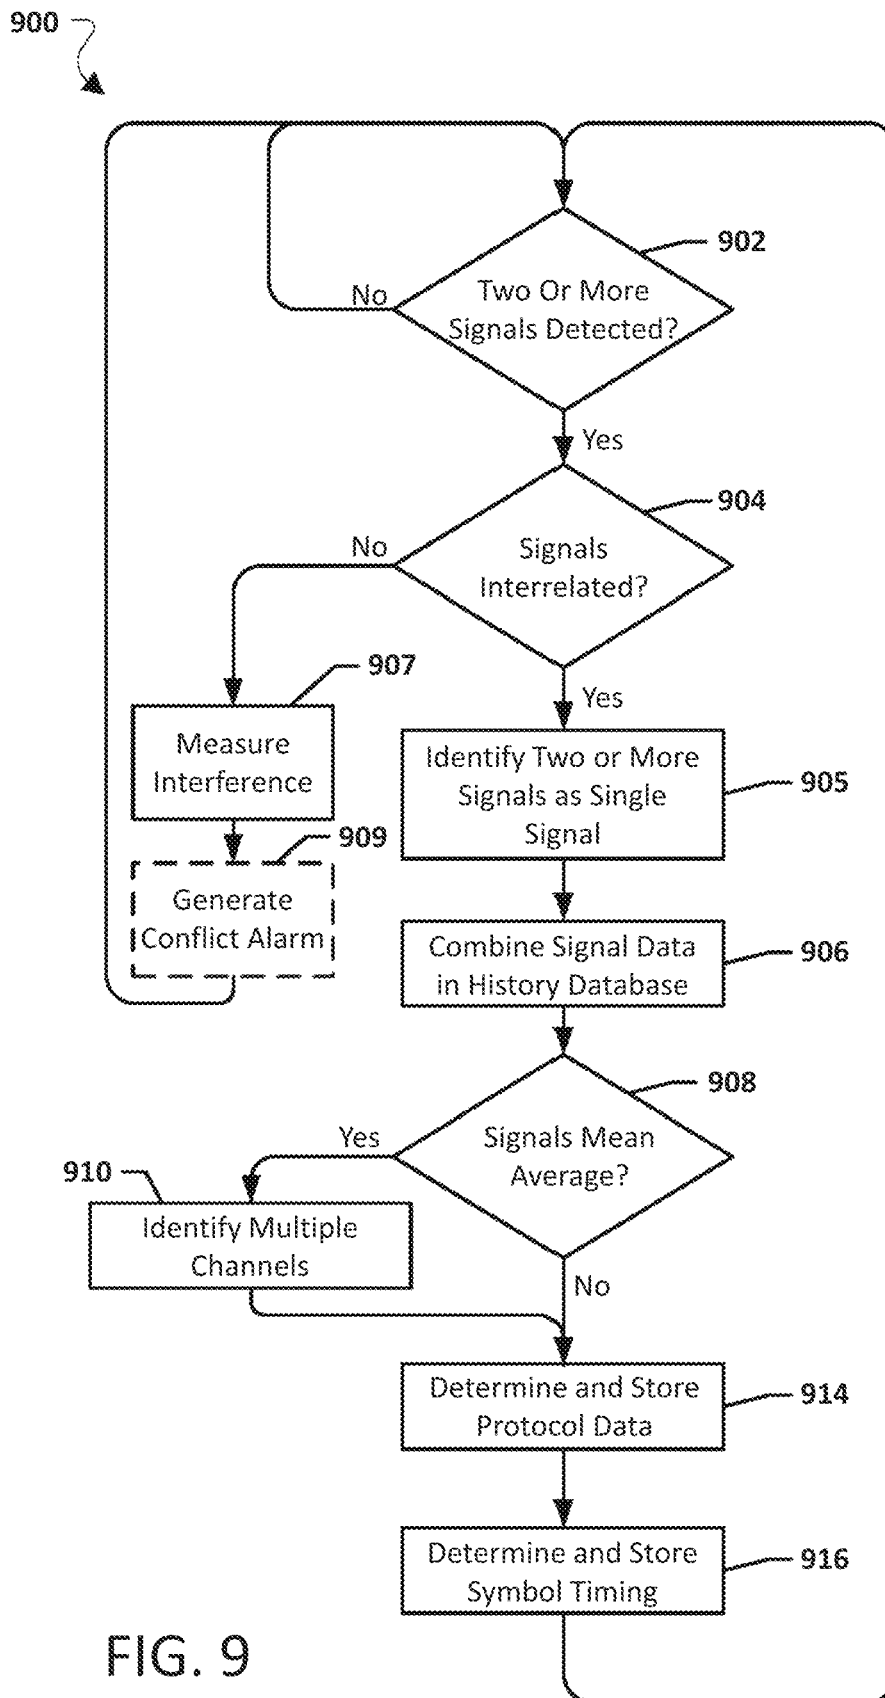 900
902
No
Two Or More
Signals Detected?
Yes
904
No
Signals
Interrelated?
907
Yes
Measure
Interference
Identify Two or More
Signals as Single
Signal
905
909
Generate
Conflict Alarm
Combine Signal Data
in History Database
906
908
Yes
Signals Mean
Average?
910
Identify Multiple
Channels
No
Determine and Store
Protocol Data
914
Determine and Store
Symbol Timing
916
FIG. 9